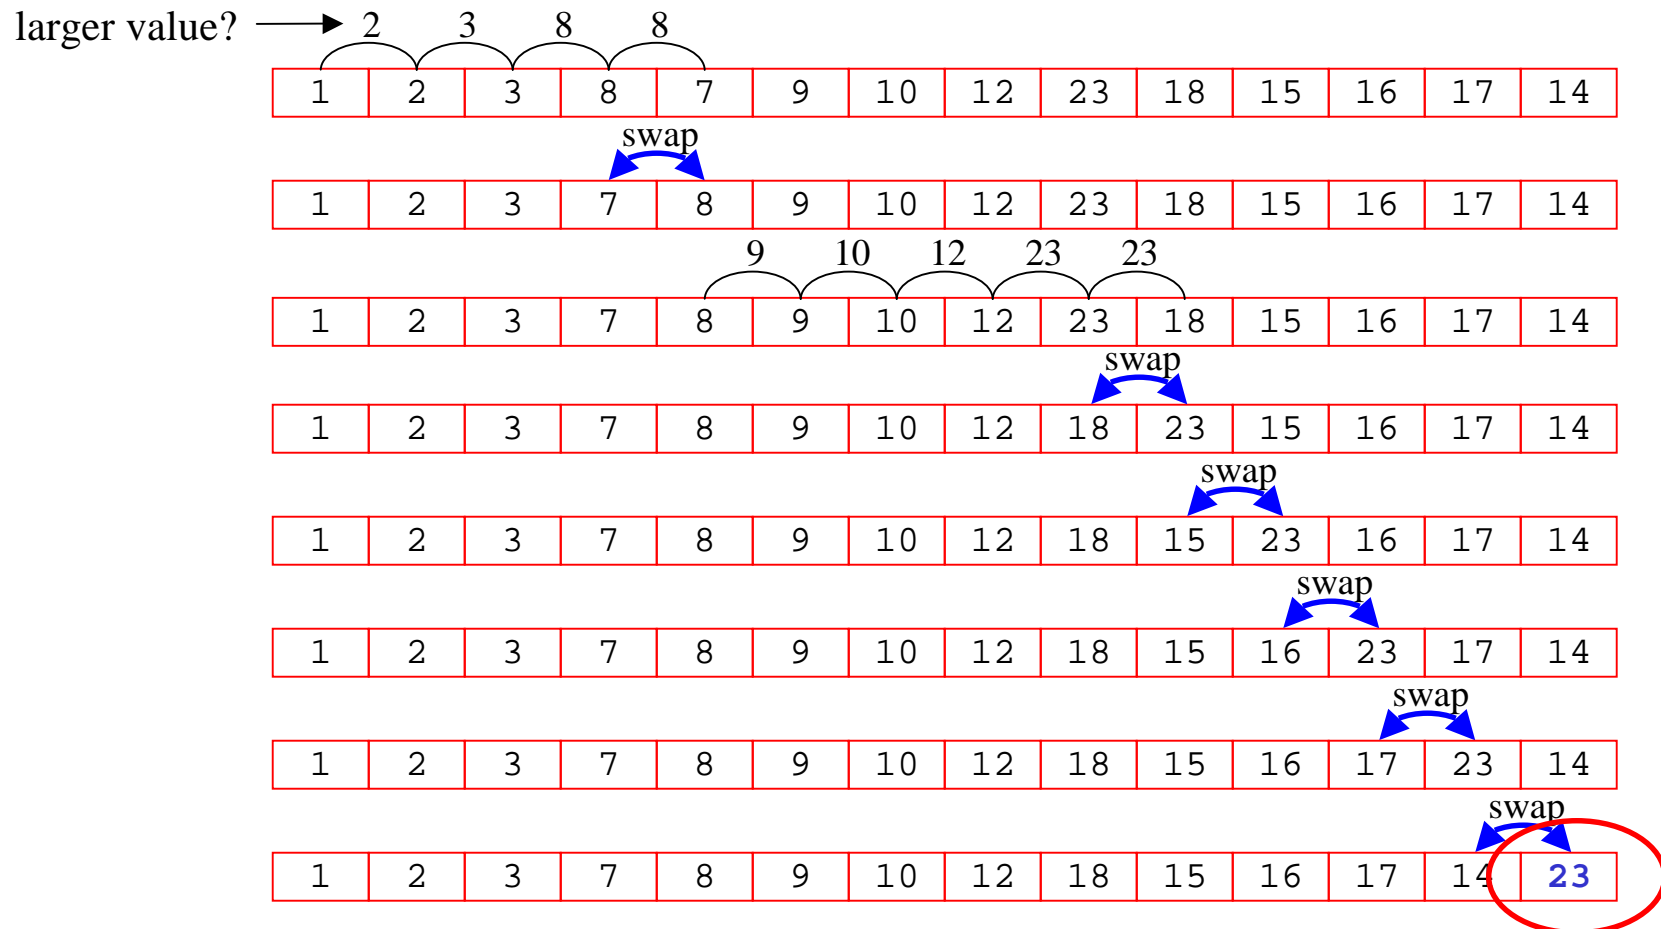 larger value? 2 3 8 8
1 2 3 8 7 9 10 12 23 18 15 16 17 14
swap
1 2 3 7 8 9 10 12 23 18 15 16 17 14
9 10 12 23 23
1 2 3 7 8 9 10 12 23 18 15 16 17 14
swap
1 2 3 7 8 9 10 12 18 23 15 16 17 14
swap
1 2 3 7 8 9 10 12 18 15 23 16 17 14
swap
1 2 3 7 8 9 10 12 18 15 16 23 17 14
swap
1 2 3 7 8 9 10 12 18 15 16 17 23 14
swap
1 2 3 7 8 9 10 12 18 15 16 17 14 23